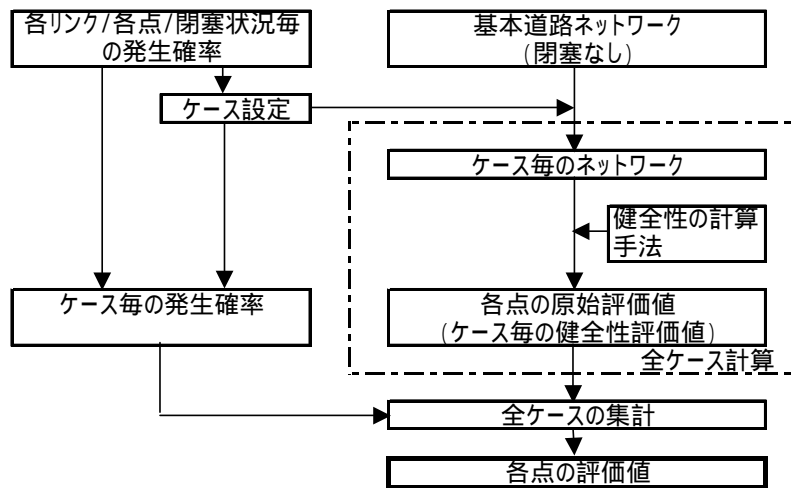 各リンク/各点/閉塞状況毎
の発生確率
基本道路ネットワーク
(閉塞なし)
ケース設定
ケース毎のネットワーク
健全性の計算
手法
ケース毎の発生確率
各点の原始評価値
(ケース毎の健全性評価値)
全ケース計算
全ケースの集計
各点の評価値